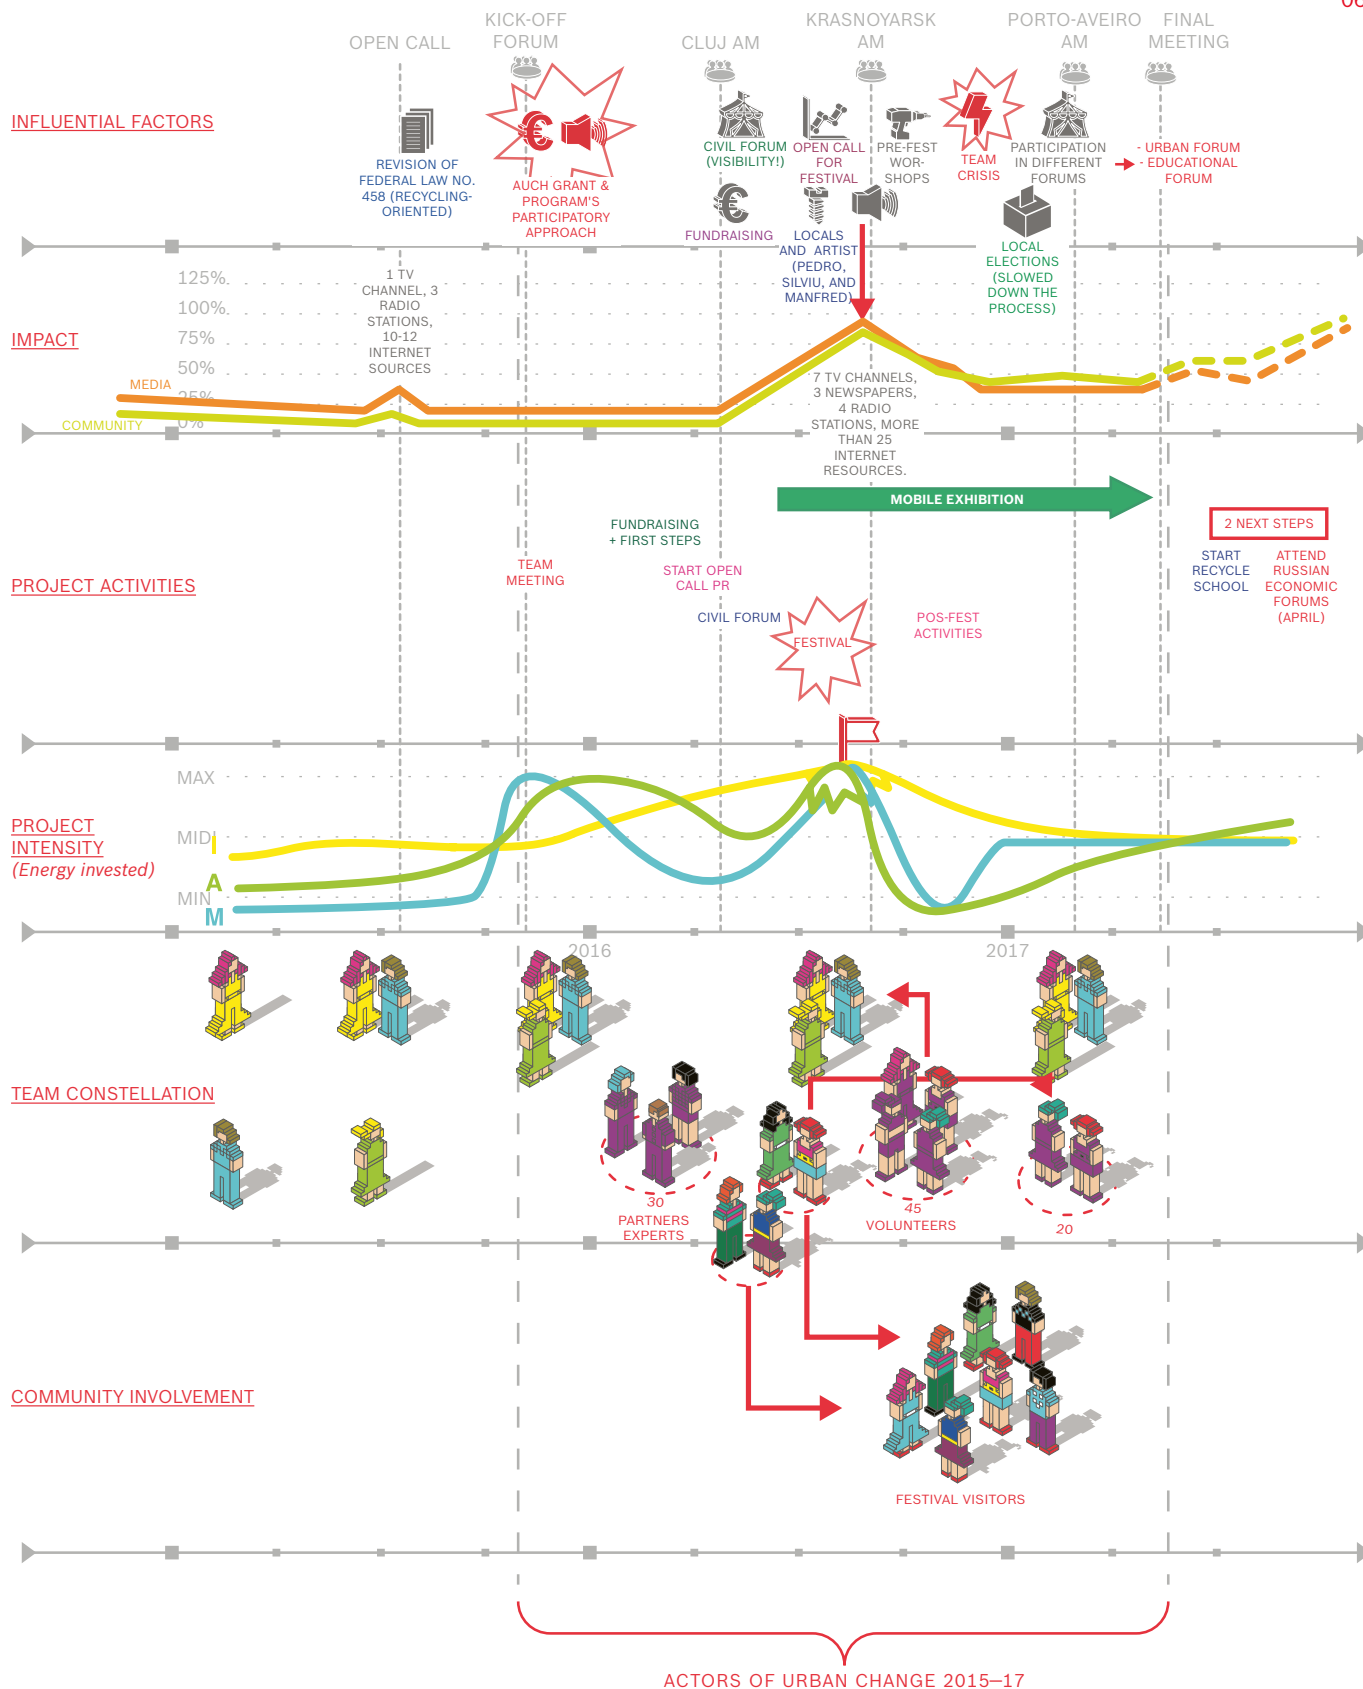 06
KICK-OFF
FORUM
KRASNOYARSK
AM
PORTO-AVEIRO
AM
FINAL
MEETING
OPEN CALL
CLUJ AM
INFLUENTIAL FACTORS
REVISION OF
FEDERAL LAW NO.
458 (RECYCLING-
ORIENTED)
AUCH GRANT &
PROGRAM'S
PARTICIPATORY
APPROACH
CIVIL FORUM
(VISIBILITY!)
OPEN CALL
FOR
FESTIVAL
PRE-FEST
WOR-
SHOPS
TEAM
CRISIS
PARTICIPATION
IN DIFFERENT
FORUMS
- URBAN FORUM
- EDUCATIONAL
FORUM
FUNDRAISING
LOCALS
AND ARTIST
(PEDRO,
SILVIU, AND
MANFRED)
LOCAL
ELECTIONS
(SLOWED
DOWN THE
PROCESS)
IMPACT
125%
100%
75%
50%
25%
0%
MEDIA
COMMUNITY
1 TV
CHANNEL, 3
RADIO
STATIONS,
10-12
INTERNET
SOURCES
7 TV CHANNELS,
3 NEWSPAPERS,
4 RADIO
STATIONS, MORE
THAN 25
INTERNET
RESOURCES.
MOBILE EXHIBITION
PROJECT ACTIVITIES
FUNDRAISING
+ FIRST STEPS
TEAM
MEETING
START OPEN
CALL PR
CIVIL FORUM
FESTIVAL
POS-FEST
ACTIVITIES
2 NEXT STEPS
START
RECYCLE
SCHOOL
ATTEND
RUSSIAN
ECONOMIC
FORUMS
(APRIL)
PROJECT
INTENSITY
(Energy invested)
MAX
MIDI
MIN
I
A
M
2016
2017
TEAM CONSTELLATION
30
PARTNERS
EXPERTS
45
VOLUNTEERS
20
COMMUNITY INVOLVEMENT
FESTIVAL VISITORS
ACTORS OF URBAN CHANGE 2015—17